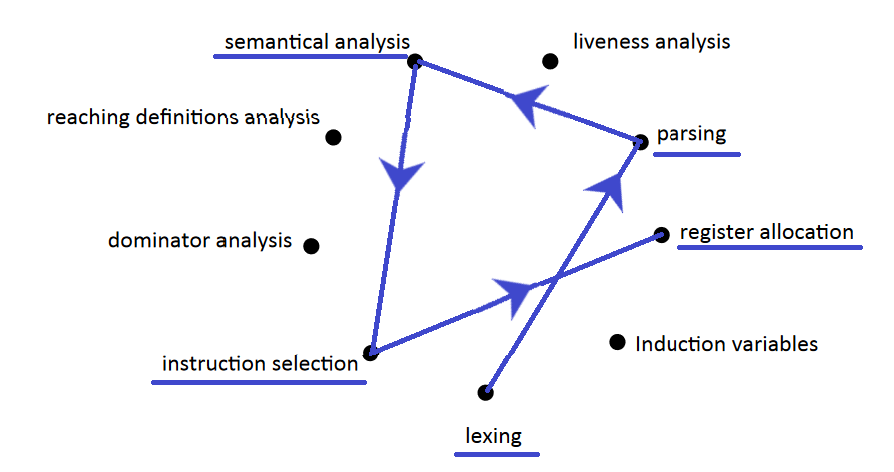 semantical analysis
liveness analysis
reaching definitions analysis
parsing
dominator analysis
register allocation
instruction selection
Induction variables
lexing